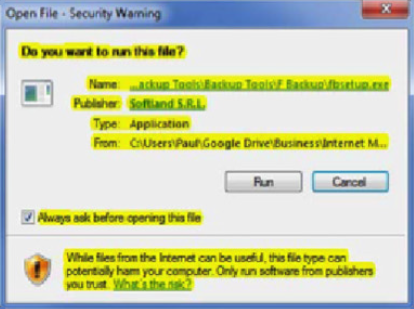 Open File - Security Warning
Do you want to run this file?
Name: ...ackup Tools\Backup Tools\F Backup\fbsetup.exe
Publisher: Softland S.R.L.
Type: Application
From: C:\Users\Paul\Google Drive\Business\Internet M...
Run Cancel
Always ask before opening this file
While files from the Internet can be useful, this file type can
potentially harm your computer. Only run software from publishers
you trust. What's the risk?